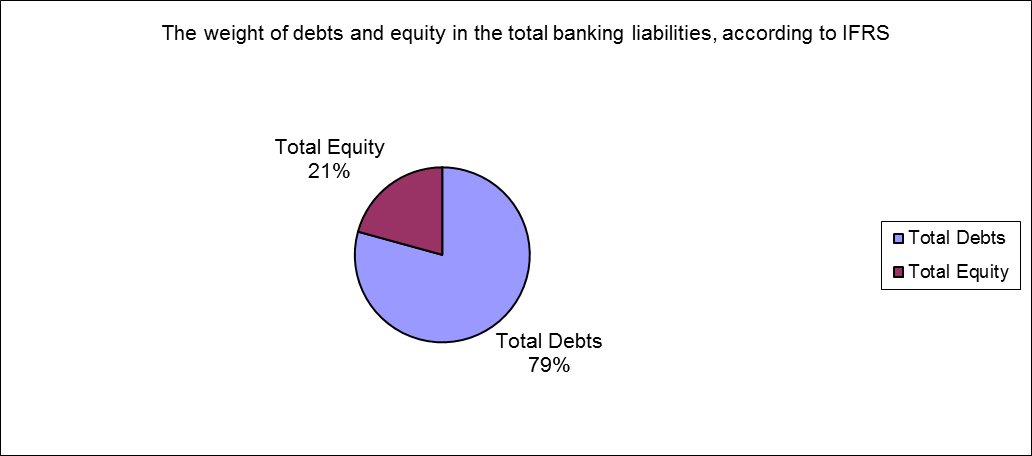 The weight of debts and equity in the total banking liabilities, according to IFRS
Total Equity
21%
Total Debts
79%
Total Debts
Total Equity